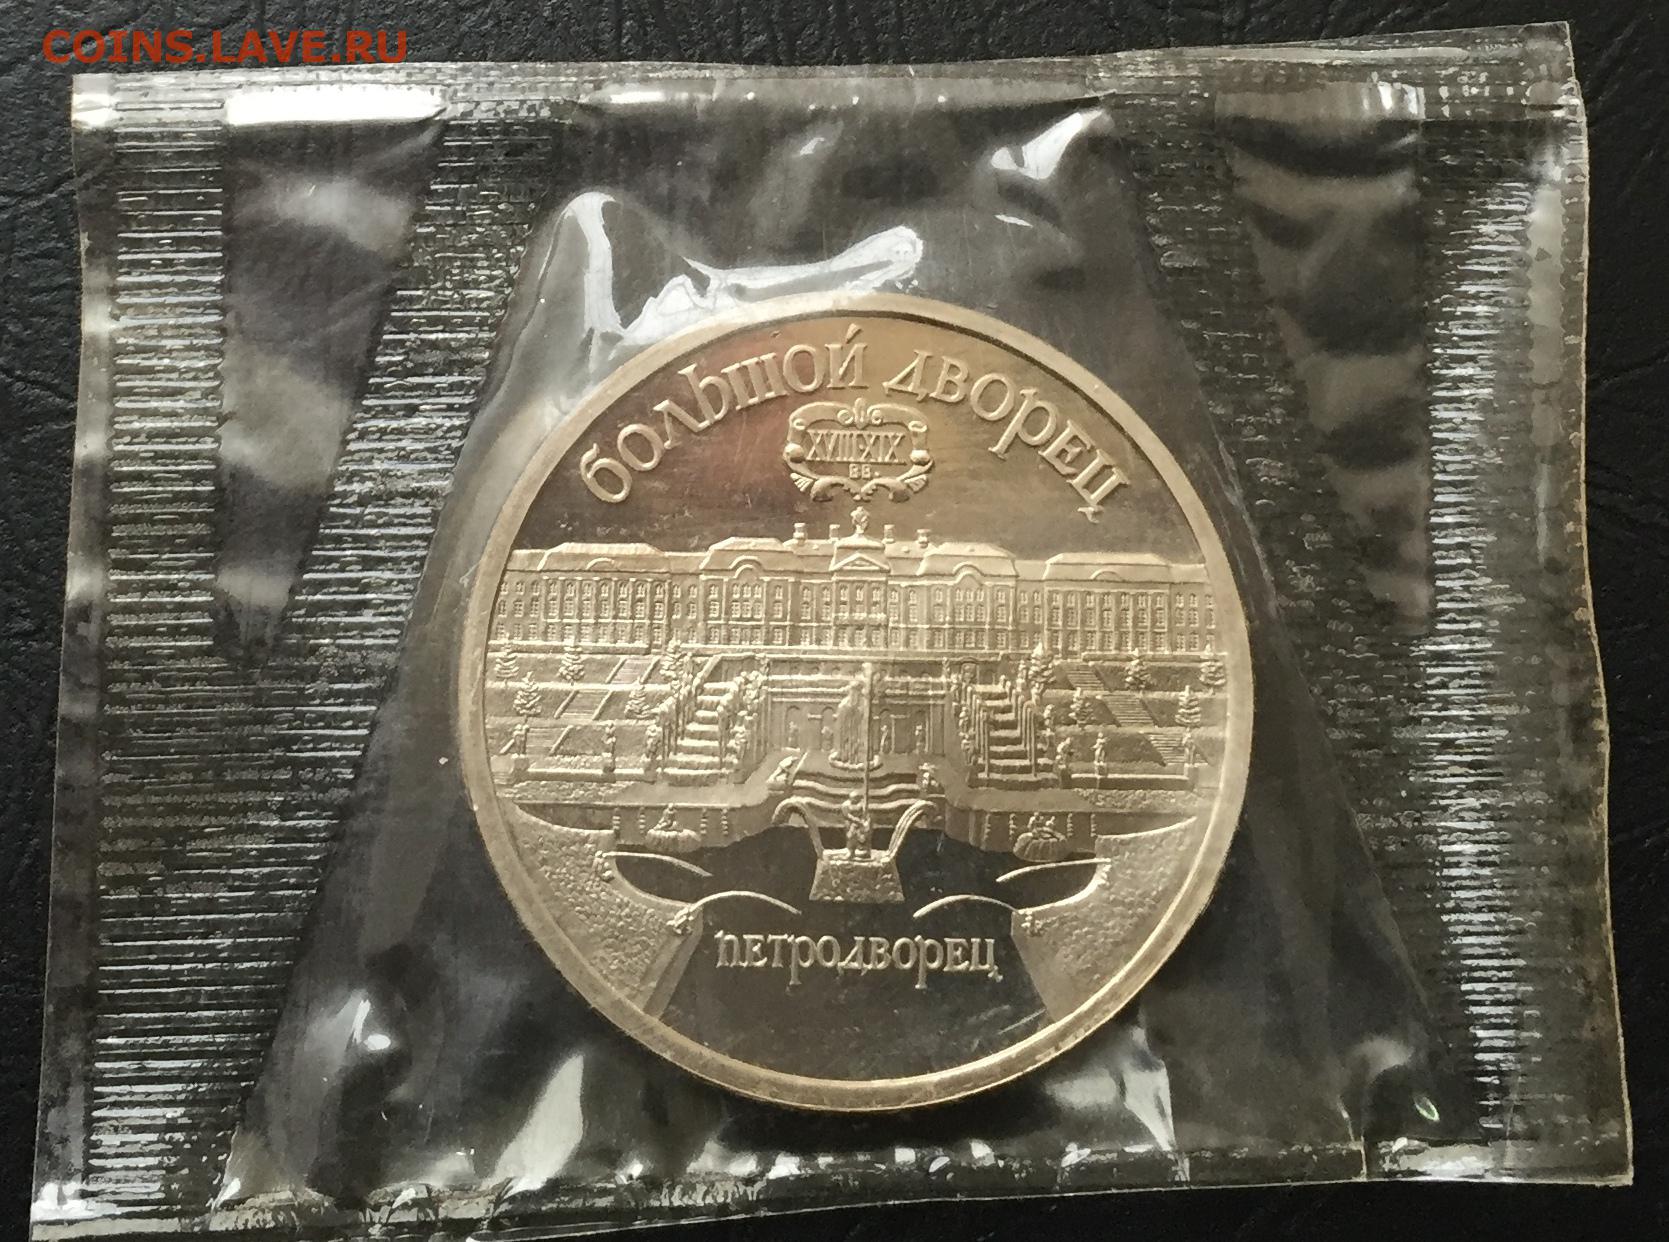 COINS.LAVE.RU
БОЛЬШОЙ ДВОРЕЦ
XVIII-XIX
ВВ.
ПЕТРОДВОРЕЦ